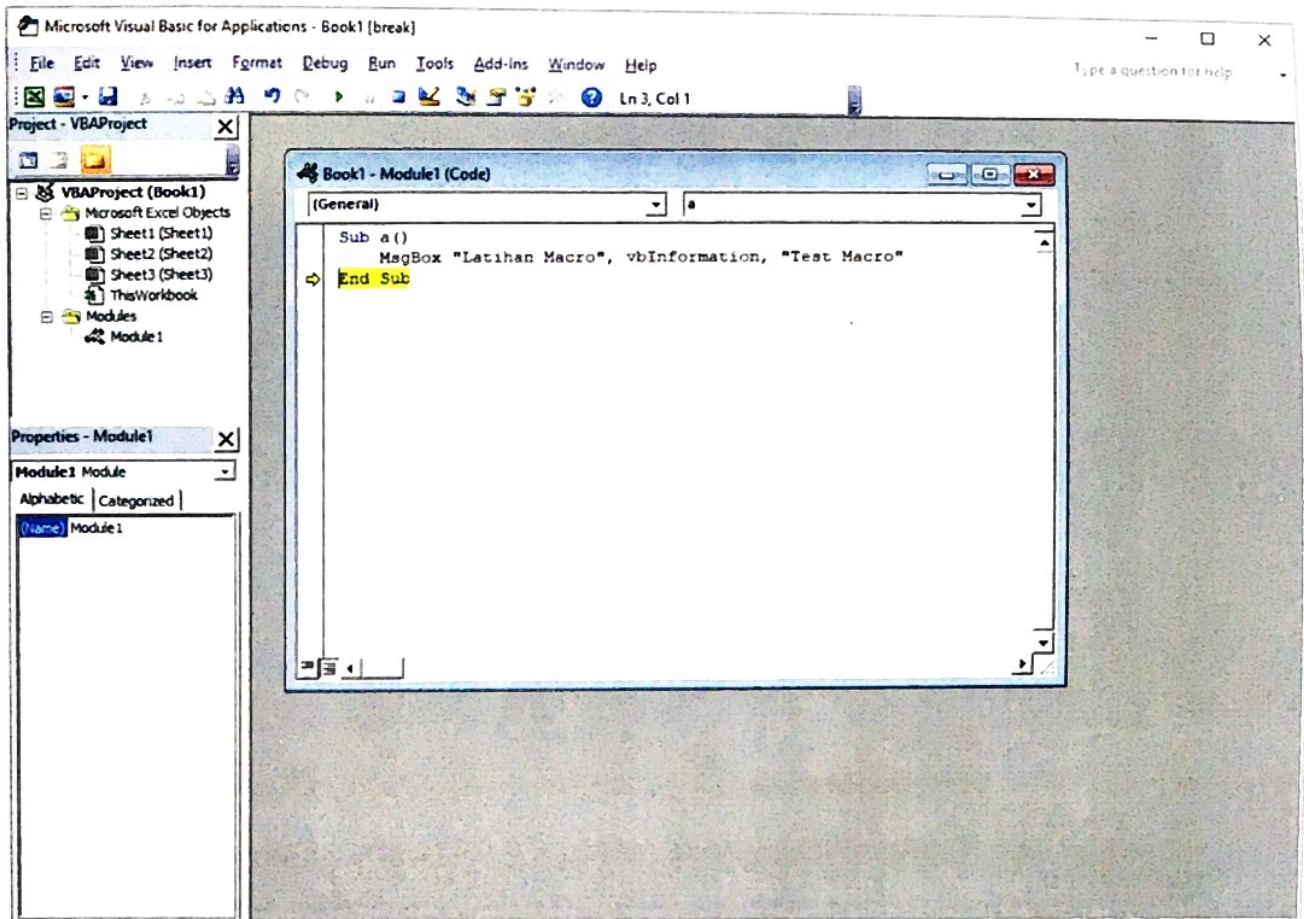 Microsoft Visual Basic for Applications - Book1 [break]
File Edit View Insert Format Debug Run Tools Add-Ins Window Help
Type a question for help
Ln 3, Col 1
Project - VBAProject
VBAProject (Book1)
Microsoft Excel Objects
Sheet1 (Sheet1)
Sheet2 (Sheet2)
Sheet3 (Sheet3)
ThisWorkbook
Modules
Module1
Properties - Module1
Module1 Module
Alphabetic Categorized
(Name) Module1
Book1 - Module1 (Code)
(General)
a
Sub a()
MsgBox "Latihan Macro", vbInformation, "Test Macro"
End Sub